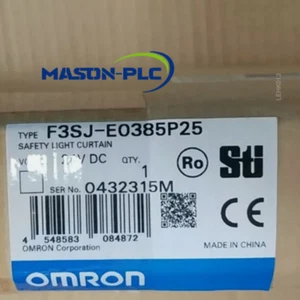 MASON-PLC
TYPE F3SJ-E0385P25
SAFETY LIGHT CURTAIN
DC QTY. 1
SER No. 0432315M
Ro
Sti
CE
4 548583 084872
OMRON Corporation
MADE IN CHINA
OMRON